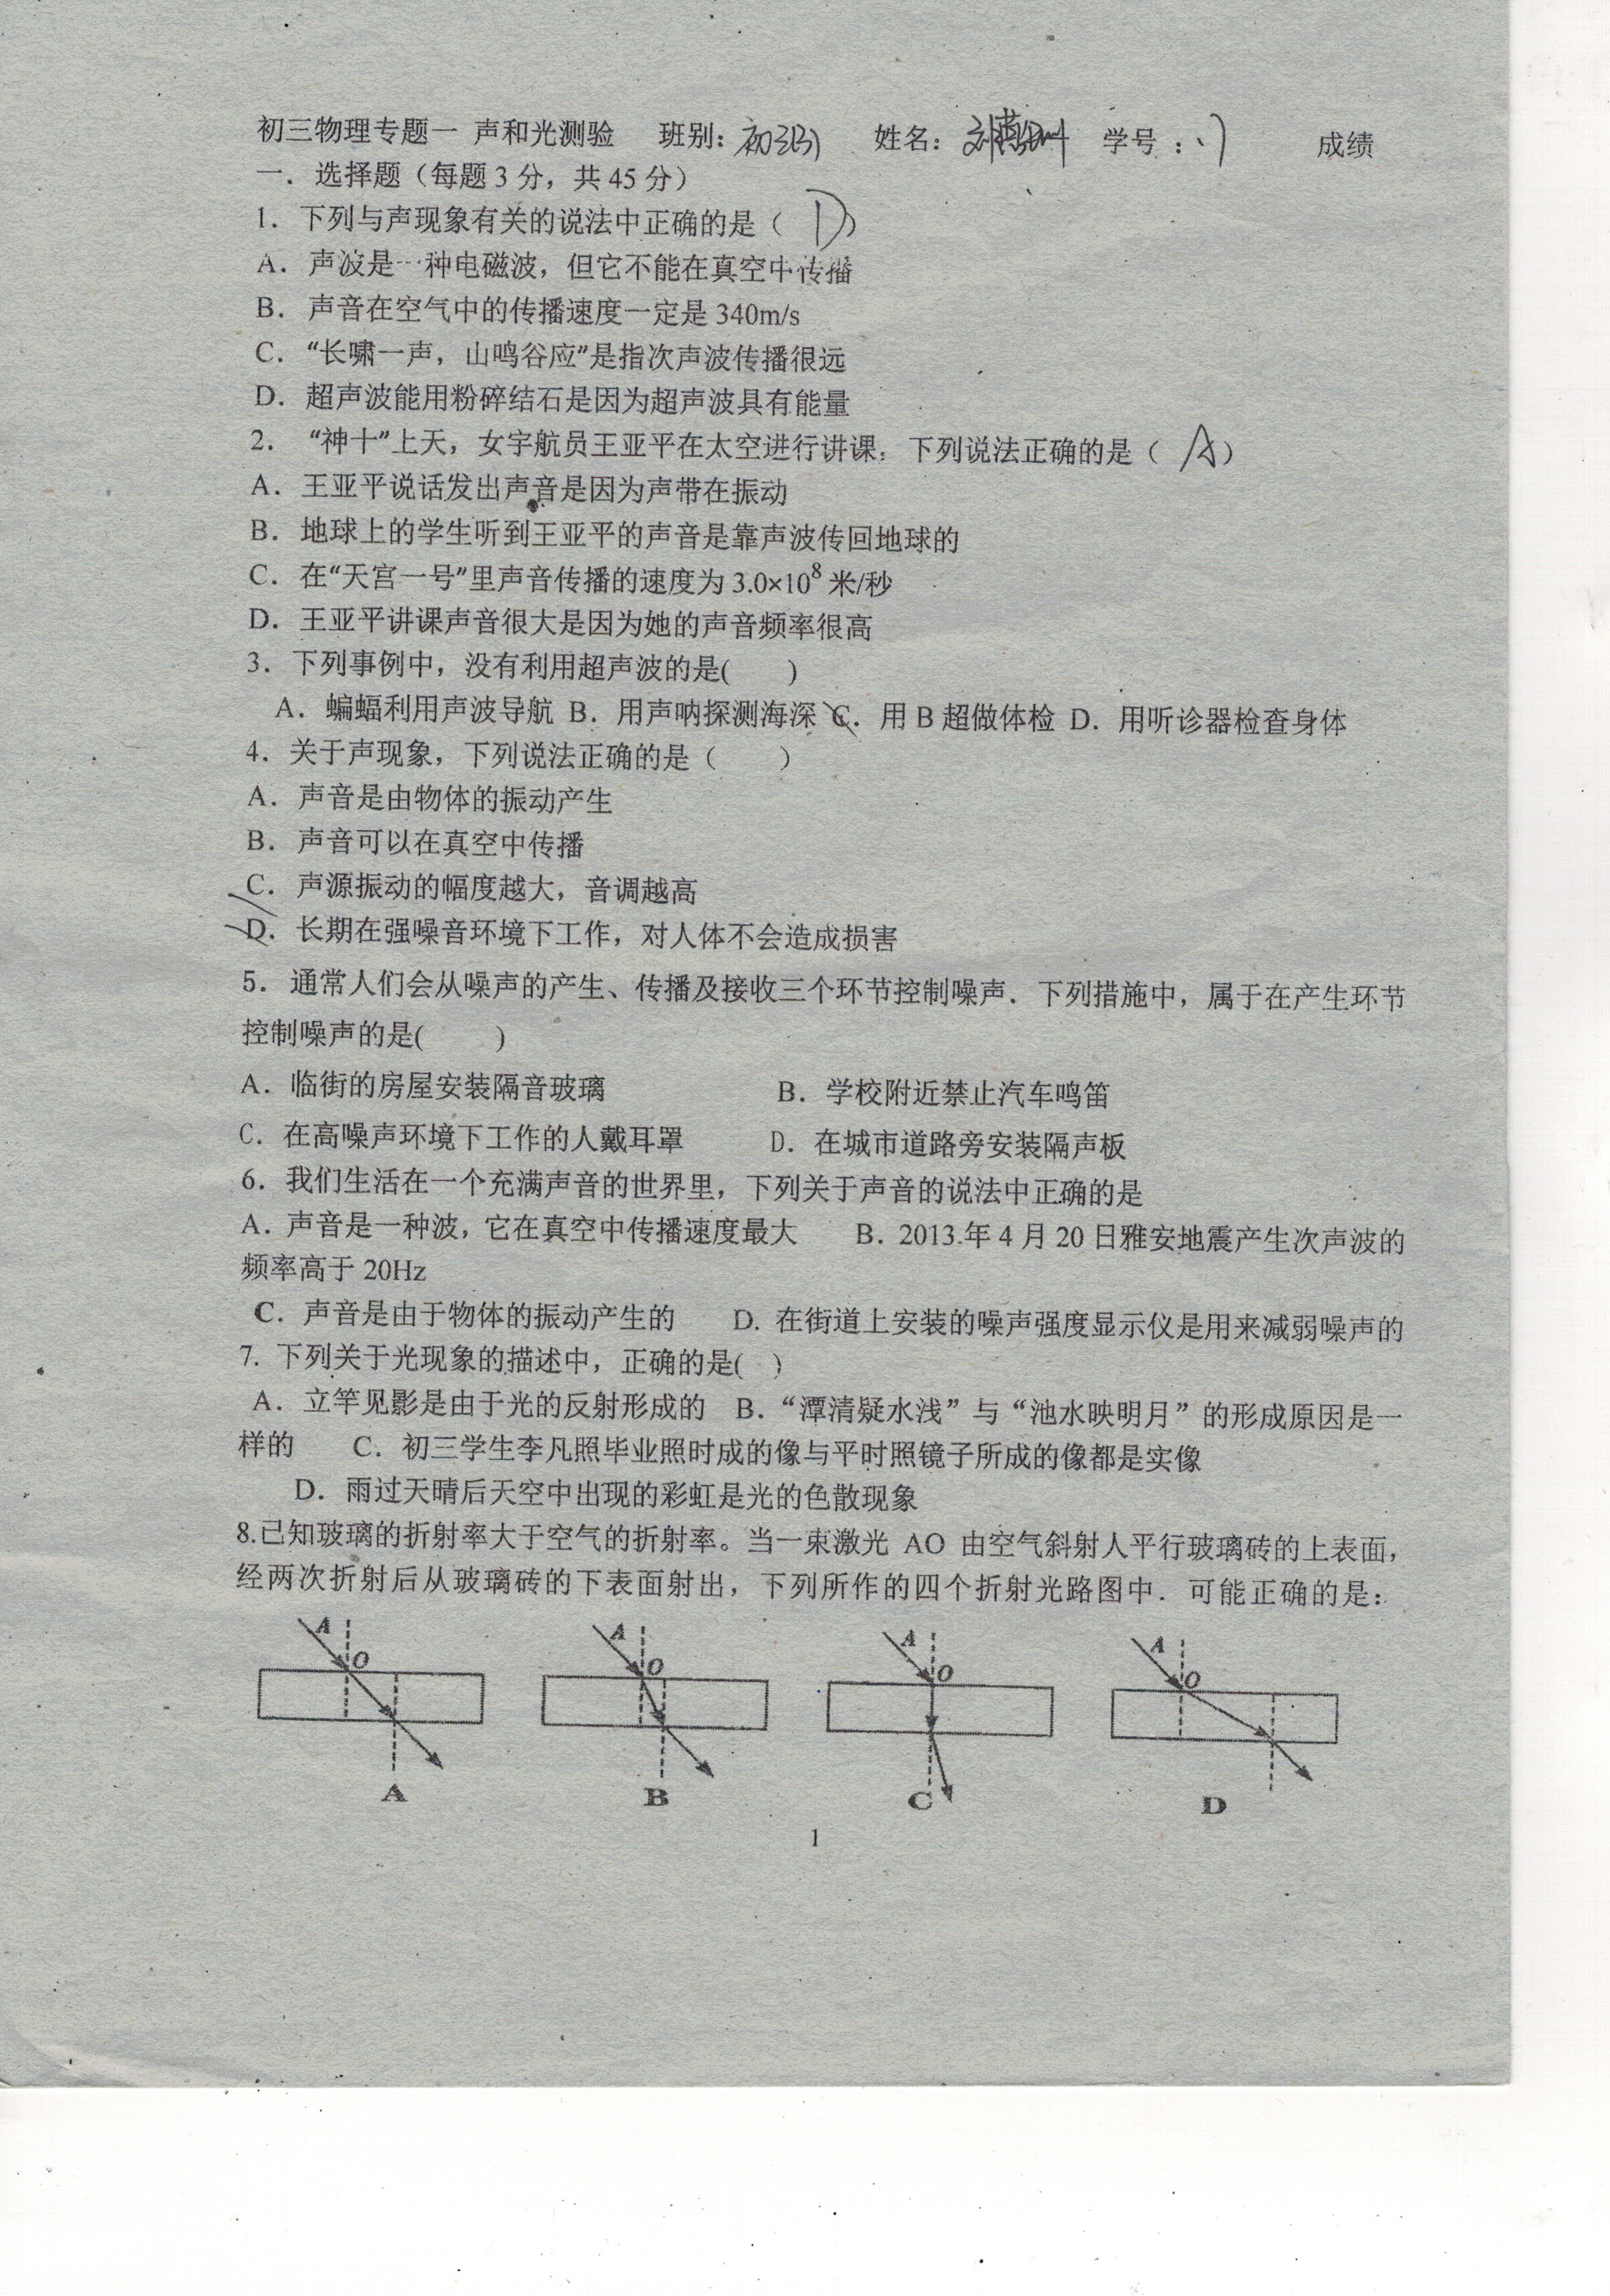 初三物理专题一 声和光测验 班别: 初三(3) 姓名: 学号 : 成绩
一. 选择题（每题 3 分，共 45 分）
1. 下列与声现象有关的说法中正确的是（ D ）
A. 声波是一种电磁波，但它不能在真空中传播
B. 声音在空气中的传播速度一定是 340m/s
C. “长啸一声，山鸣谷应”是指次声波传播很远
D. 超声波能用粉碎结石是因为超声波具有能量
2. “神十”上天，女宇航员王亚平在太空进行讲课，下列说法正确的是（ A ）
A. 王亚平说话发出声音是因为声带在振动
B. 地球上的学生听到王亚平的声音是靠声波传回地球的
C. 在“天宫一号”里声音传播的速度为 3.0×10⁸ 米/秒
D. 王亚平讲课声音很大是因为她的声音频率很高
3. 下列事例中，没有利用超声波的是( )
A. 蝙蝠利用声波导航 B. 用声呐探测海深 C. 用 B 超做体检 D. 用听诊器检查身体
4. 关于声现象，下列说法正确的是（ ）
A. 声音是由物体的振动产生
B. 声音可以在真空中传播
C. 声源振动的幅度越大，音调越高
D. 长期在强噪音环境下工作，对人体不会造成损害
5. 通常人们会从噪声的产生、传播及接收三个环节控制噪声. 下列措施中，属于在产生环节
控制噪声的是( )
A. 临街的房屋安装隔音玻璃 B. 学校附近禁止汽车鸣笛
C. 在高噪声环境下工作的人戴耳罩 D. 在城市道路旁安装隔声板
6. 我们生活在一个充满声音的世界里，下列关于声音的说法中正确的是
A. 声音是一种波，它在真空中传播速度最大 B. 2013.年 4 月 20 日雅安地震产生次声波的
频率高于 20Hz
C. 声音是由于物体的振动产生的 D. 在街道上安装的噪声强度显示仪是用来减弱噪声的
7. 下列关于光现象的描述中，正确的是( )
A. 立竿见影是由于光的反射形成的 B. “潭清疑水浅”与“池水映明月”的形成原因是一
样的 C. 初三学生李凡照毕业照时成的像与平时照镜子所成的像都是实像
D. 雨过天晴后天空中出现的彩虹是光的色散现象
8.已知玻璃的折射率大于空气的折射率。当一束激光 AO 由空气斜射人平行玻璃砖的上表面，
经两次折射后从玻璃砖的下表面射出，下列所作的四个折射光路图中. 可能正确的是:
A A A A
O O O O
A B C D
1